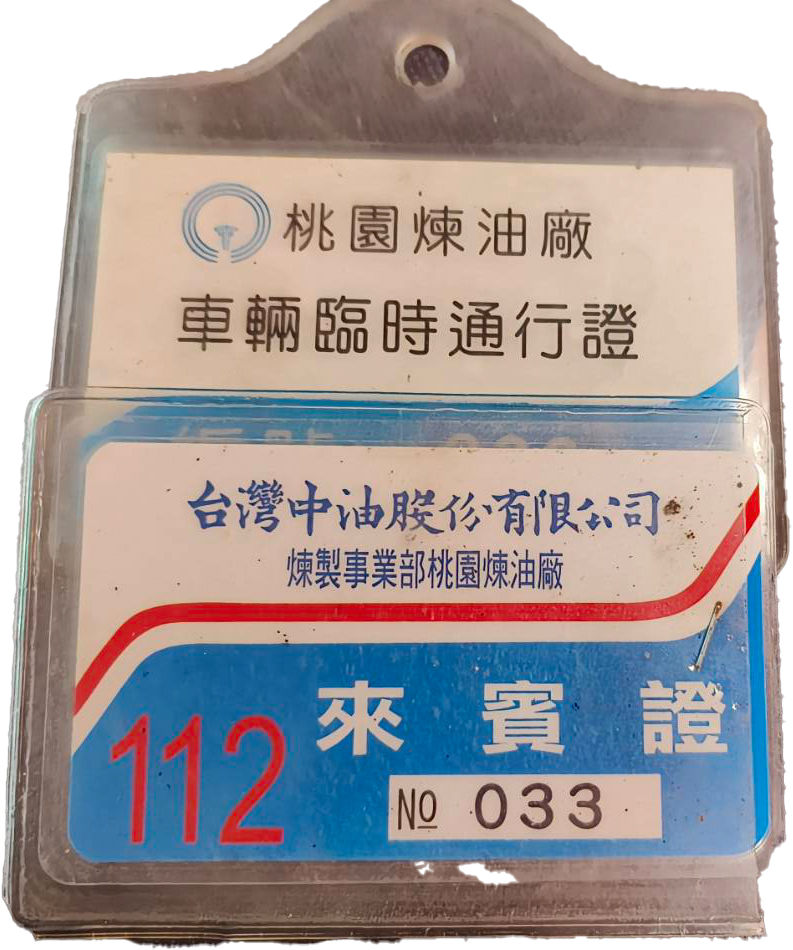 桃園煉油廠
車輛臨時通行證
台灣中油股份有限公司
煉製事業部桃園煉油廠
來賓證
112
No 033